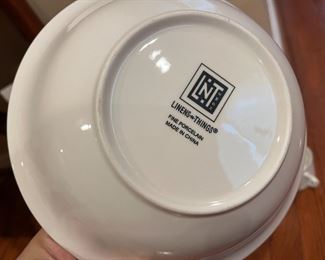 LNT
LINENS-N-THINGS®
FINE PORCELAIN
MADE IN CHINA